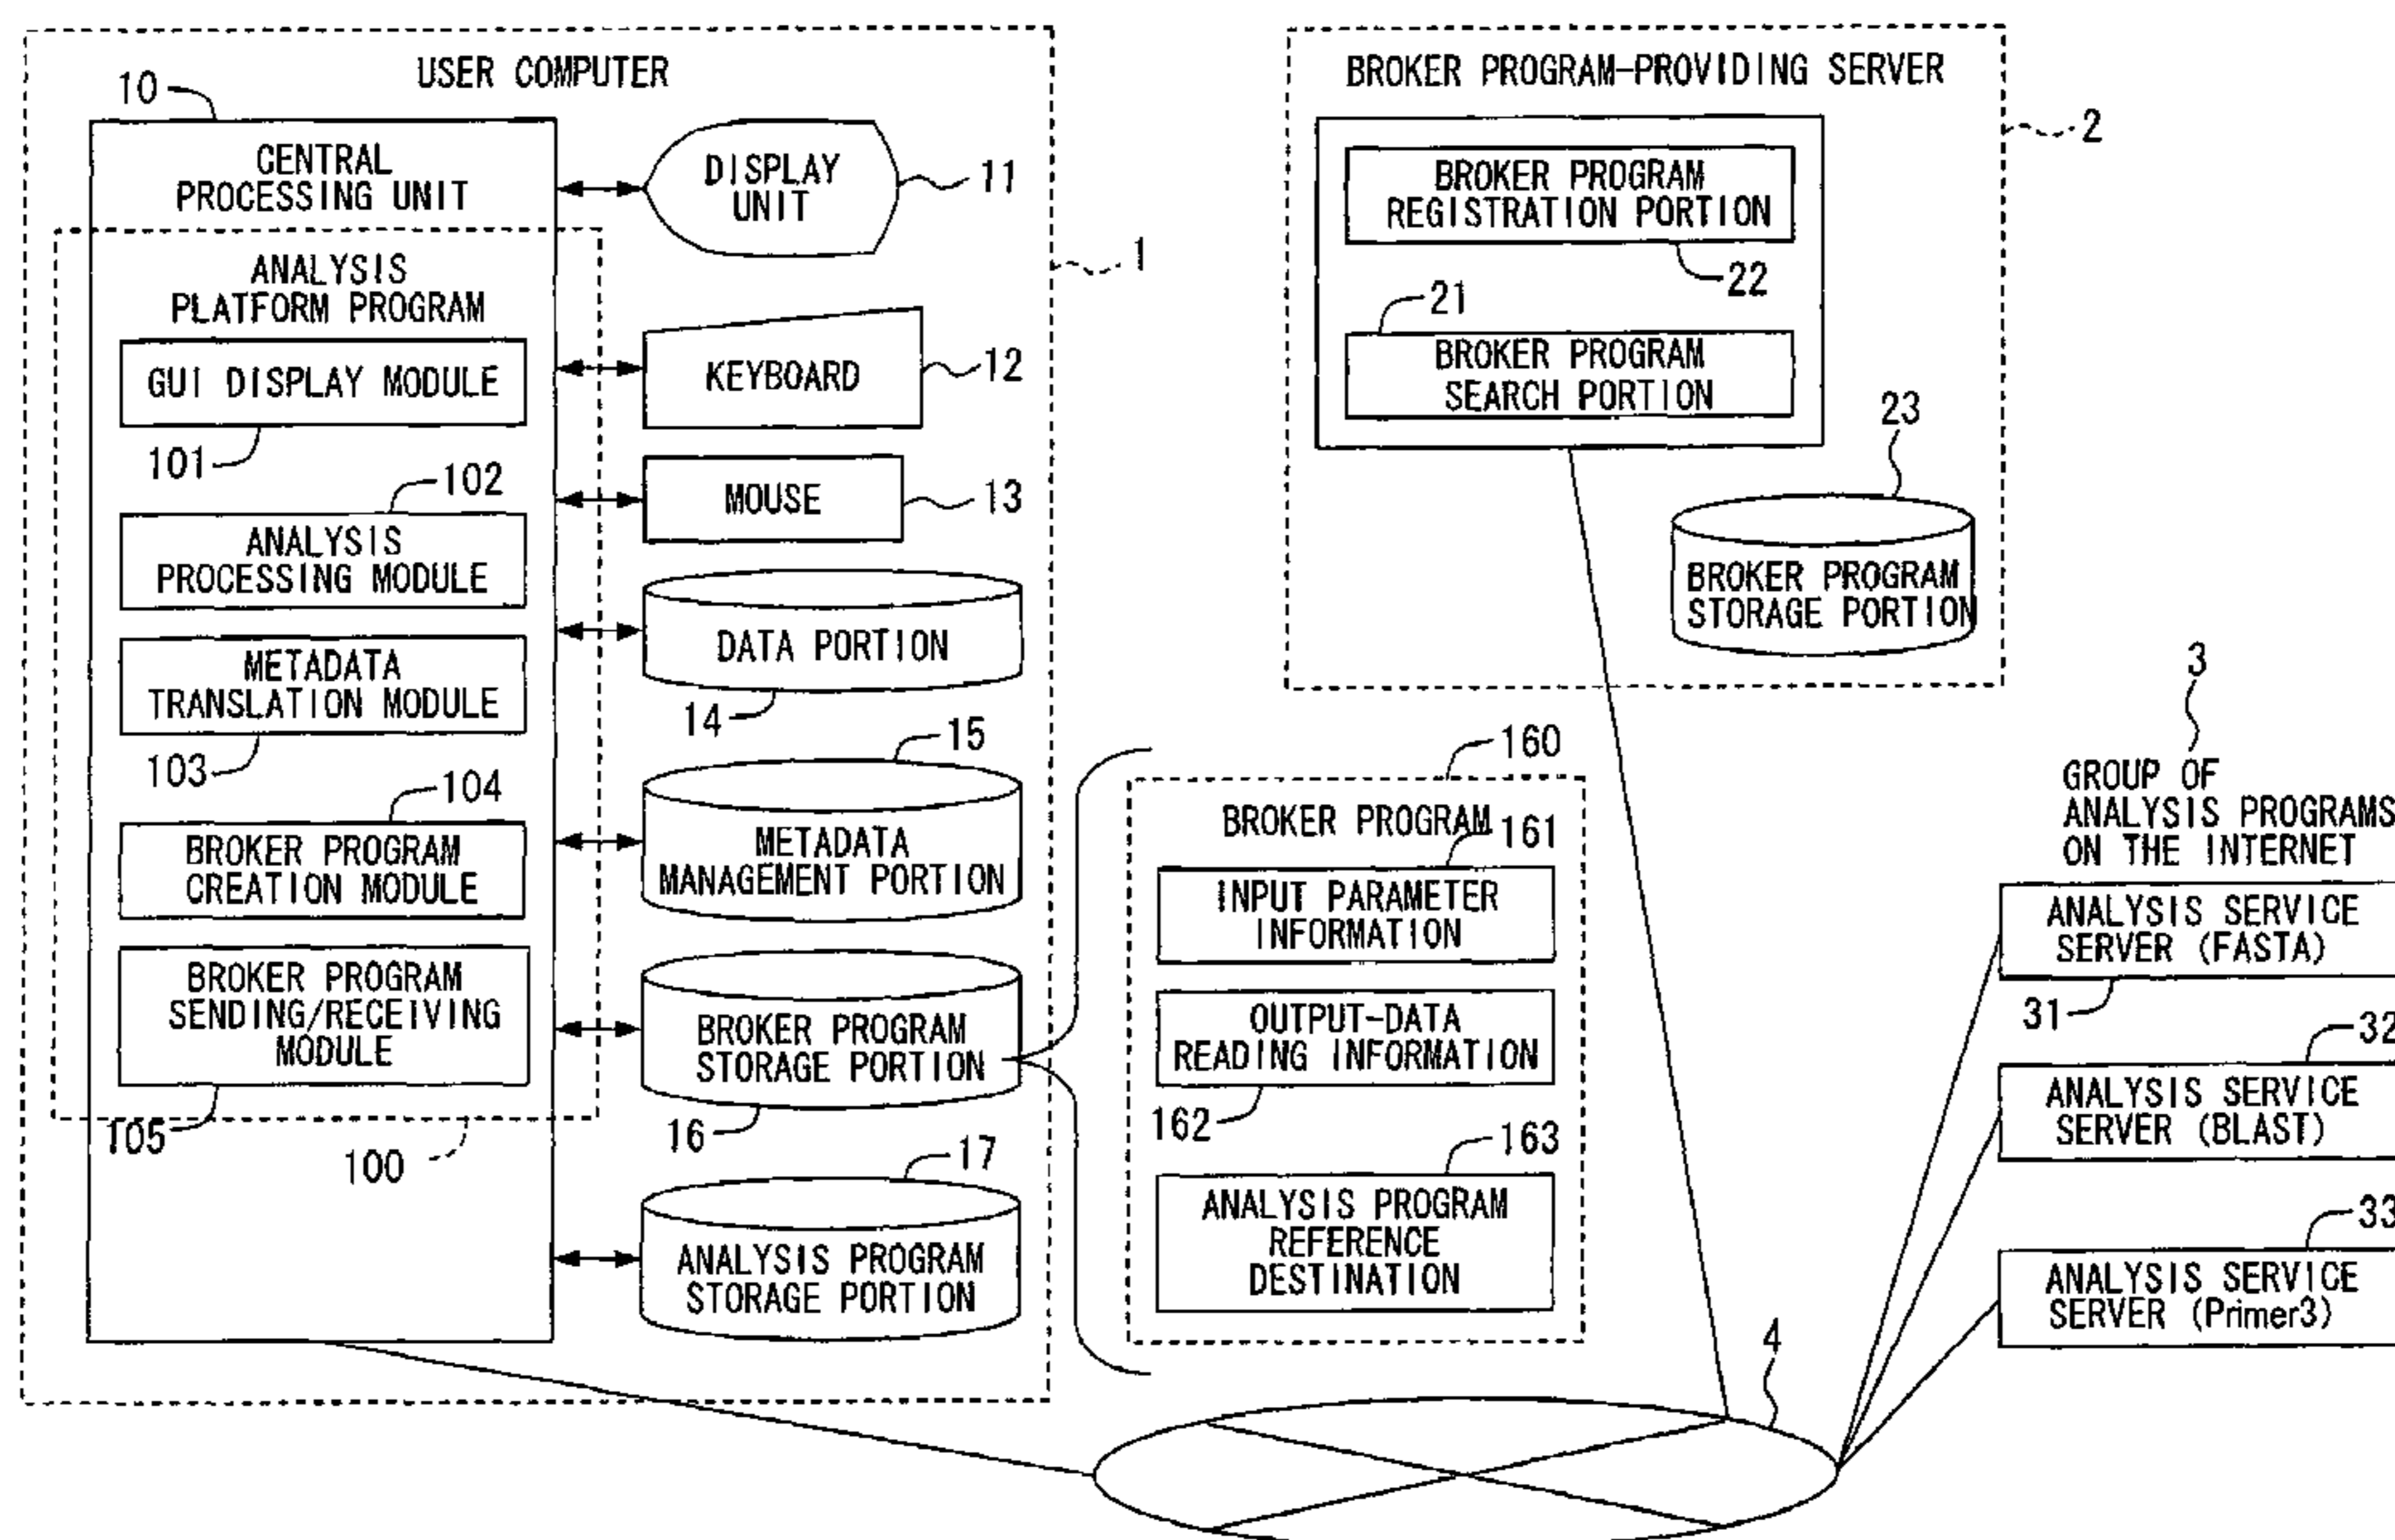 USER COMPUTER
10
CENTRAL
PROCESSING UNIT
ANALYSIS
PLATFORM PROGRAM
GUI DISPLAY MODULE
101
102
ANALYSIS
PROCESSING MODULE
METADATA
TRANSLATION MODULE
103
104
BROKER PROGRAM
CREATION MODULE
BROKER PROGRAM
SENDING/RECEIVING
MODULE
105
100
DISPLAY
UNIT
11
1
KEYBOARD
12
MOUSE
13
DATA PORTION
14
15
METADATA
MANAGEMENT PORTION
BROKER PROGRAM
STORAGE PORTION
16
17
ANALYSIS PROGRAM
STORAGE PORTION
160
BROKER PROGRAM
161
INPUT PARAMETER
INFORMATION
OUTPUT-DATA
READING INFORMATION
162
163
ANALYSIS PROGRAM
REFERENCE
DESTINATION
BROKER PROGRAM-PROVIDING SERVER
2
BROKER PROGRAM
REGISTRATION PORTION
22
21
BROKER PROGRAM
SEARCH PORTION
23
BROKER PROGRAM
STORAGE PORTION
3
GROUP OF
ANALYSIS PROGRAMS
ON THE INTERNET
ANALYSIS SERVICE
SERVER (FASTA)
31
32
ANALYSIS SERVICE
SERVER (BLAST)
33
ANALYSIS SERVICE
SERVER (Primer3)
4